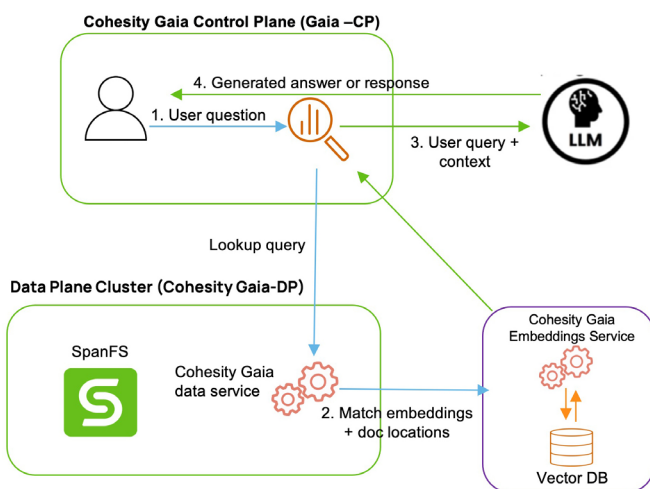 Cohesity Gaia Control Plane (Gaia –CP)
4. Generated answer or response
1. User question
LLM
3. User query +
context
Lookup query
Data Plane Cluster (Cohesity Gaia-DP)
SpanFS
S
Cohesity Gaia
data service
2. Match embeddings
+ doc locations
Cohesity Gaia
Embeddings Service
Vector DB